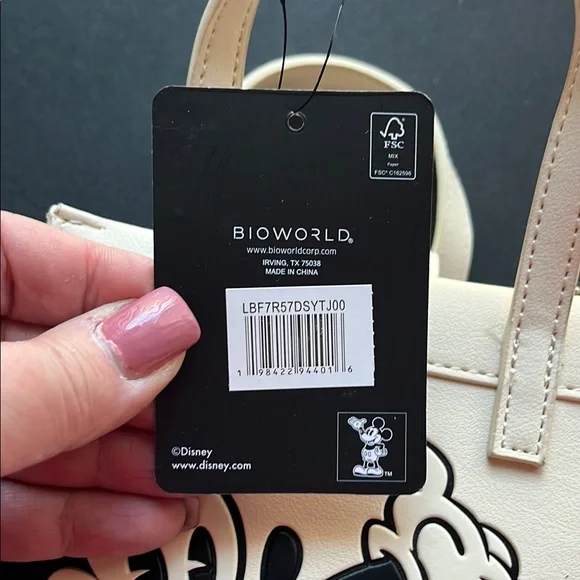 FSC
MIX
Paper
FSC® C162596
BIOWORLD®
www.bioworldcorp.com
IRVING, TX 75038
MADE IN CHINA
LBF7R57DSYTJ00
1 98422 94401 6
©Disney
www.disney.com
TM